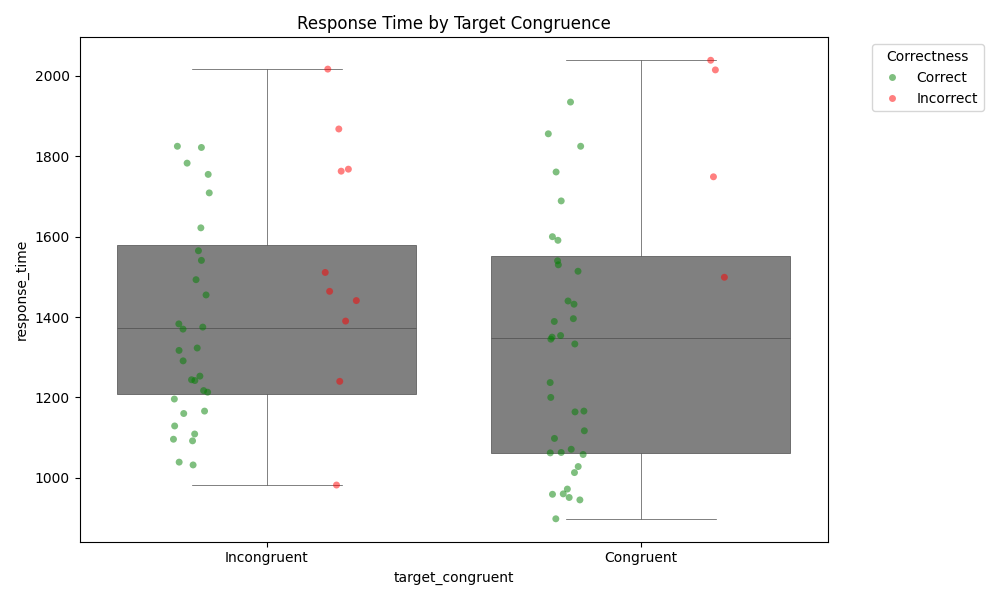 Response Time by Target Congruence
Correctness
Correct
Incorrect
2000
1800
1600
1400
1200
1000
response_time
Incongruent
Congruent
target_congruent